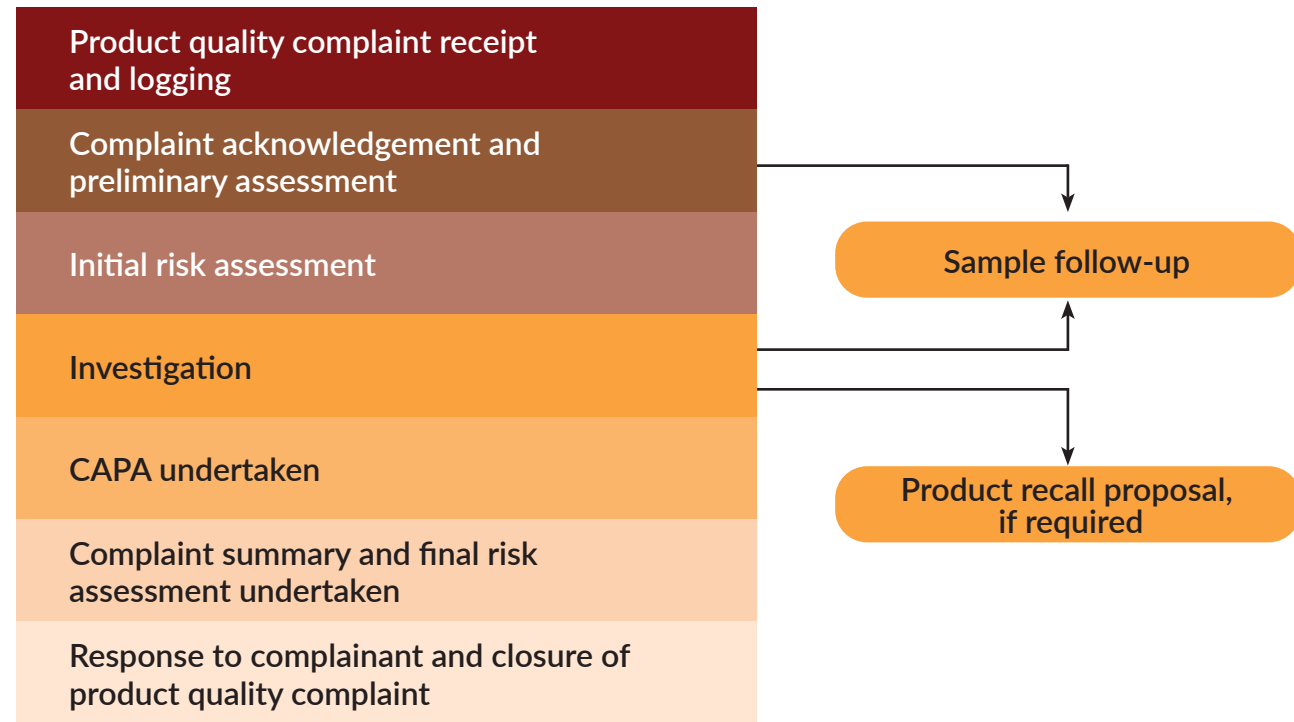 Product quality complaint receipt
and logging
Complaint acknowledgement and
preliminary assessment
Initial risk assessment
Sample follow-up
Investigation
CAPA undertaken
Product recall proposal,
if required
Complaint summary and final risk
assessment undertaken
Response to complainant and closure of
product quality complaint